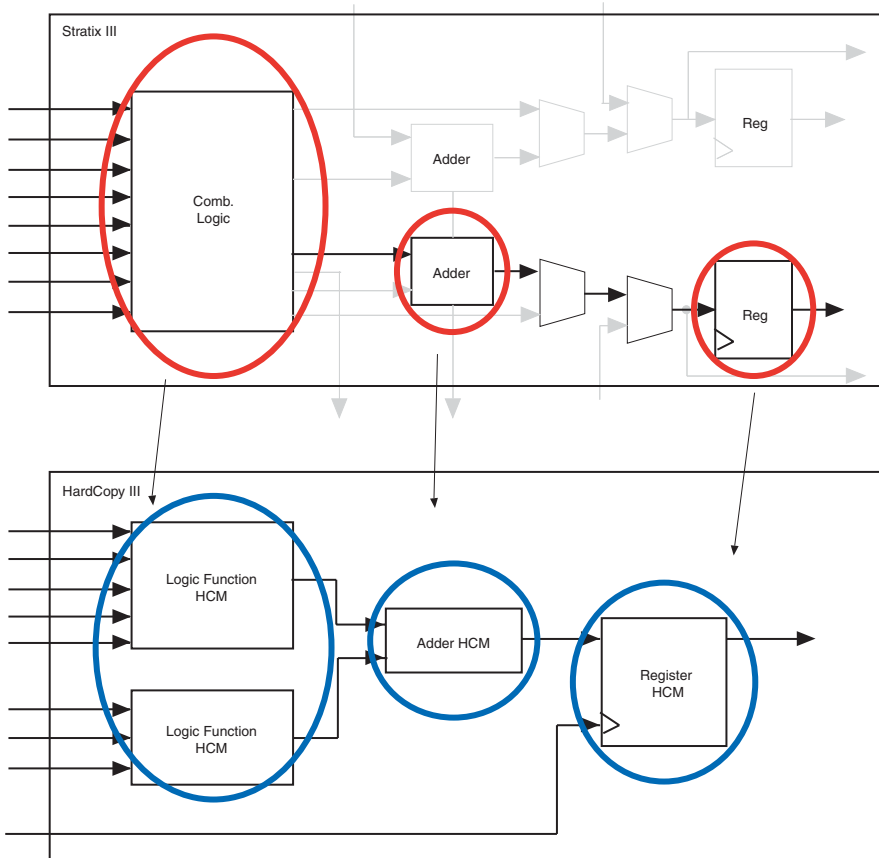 Stratix III
Reg
Adder
Comb.
Logic
Adder
Reg
HardCopy III
Logic Function
HCM
Adder HCM
Register
HCM
Logic Function
HCM